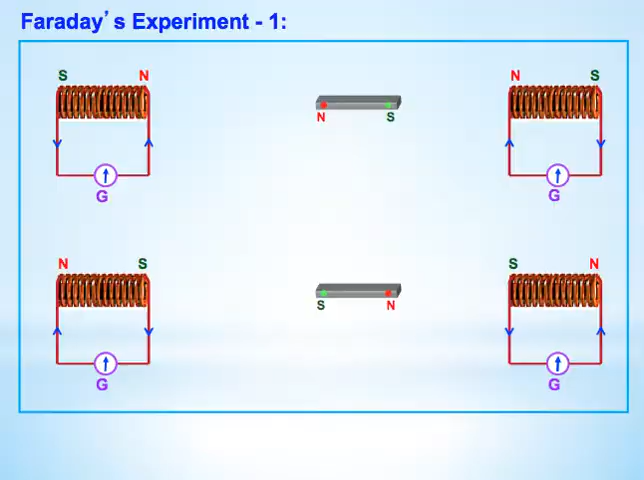 Faraday's Experiment - 1:
S N N S
N S
G G
N S S N
S N
G G